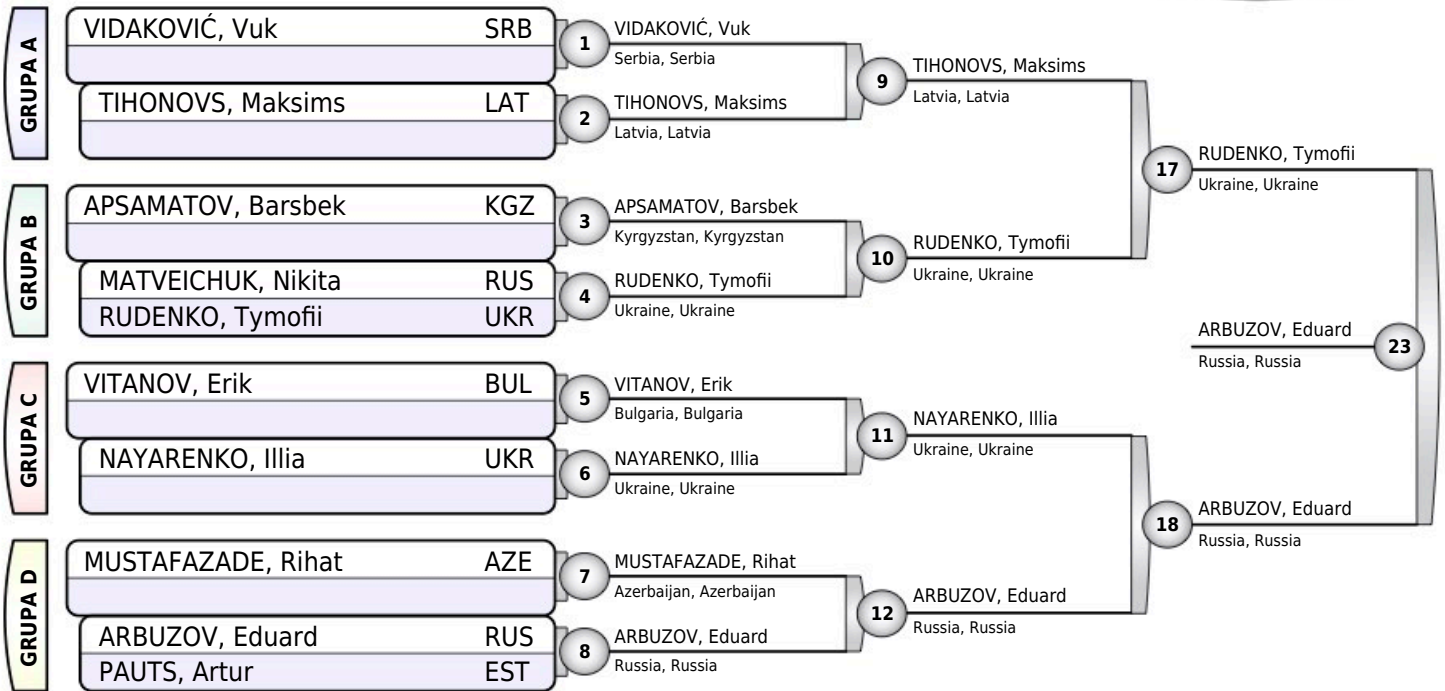 GRUPA A
VIDAKOVIĆ, Vuk SRB
TIHONOVS, Maksims LAT
GRUPA B
APSAMATOV, Barsbek KGZ
MATVEICHUK, Nikita RUS
RUDENKO, Tymofii UKR
GRUPA C
VITANOV, Erik BUL
NAYARENKO, Illia UKR
GRUPA D
MUSTAFAZADE, Rihat AZE
ARBUZOV, Eduard RUS
PAUTS, Artur EST
1
VIDAKOVIĆ, Vuk
Serbia, Serbia
2
TIHONOVS, Maksims
Latvia, Latvia
3
APSAMATOV, Barsbek
Kyrgyzstan, Kyrgyzstan
4
RUDENKO, Tymofii
Ukraine, Ukraine
5
VITANOV, Erik
Bulgaria, Bulgaria
6
NAYARENKO, Illia
Ukraine, Ukraine
7
MUSTAFAZADE, Rihat
Azerbaijan, Azerbaijan
8
ARBUZOV, Eduard
Russia, Russia
9
TIHONOVS, Maksims
Latvia, Latvia
10
RUDENKO, Tymofii
Ukraine, Ukraine
11
NAYARENKO, Illia
Ukraine, Ukraine
12
ARBUZOV, Eduard
Russia, Russia
17
RUDENKO, Tymofii
Ukraine, Ukraine
18
ARBUZOV, Eduard
Russia, Russia
ARBUZOV, Eduard
Russia, Russia
23